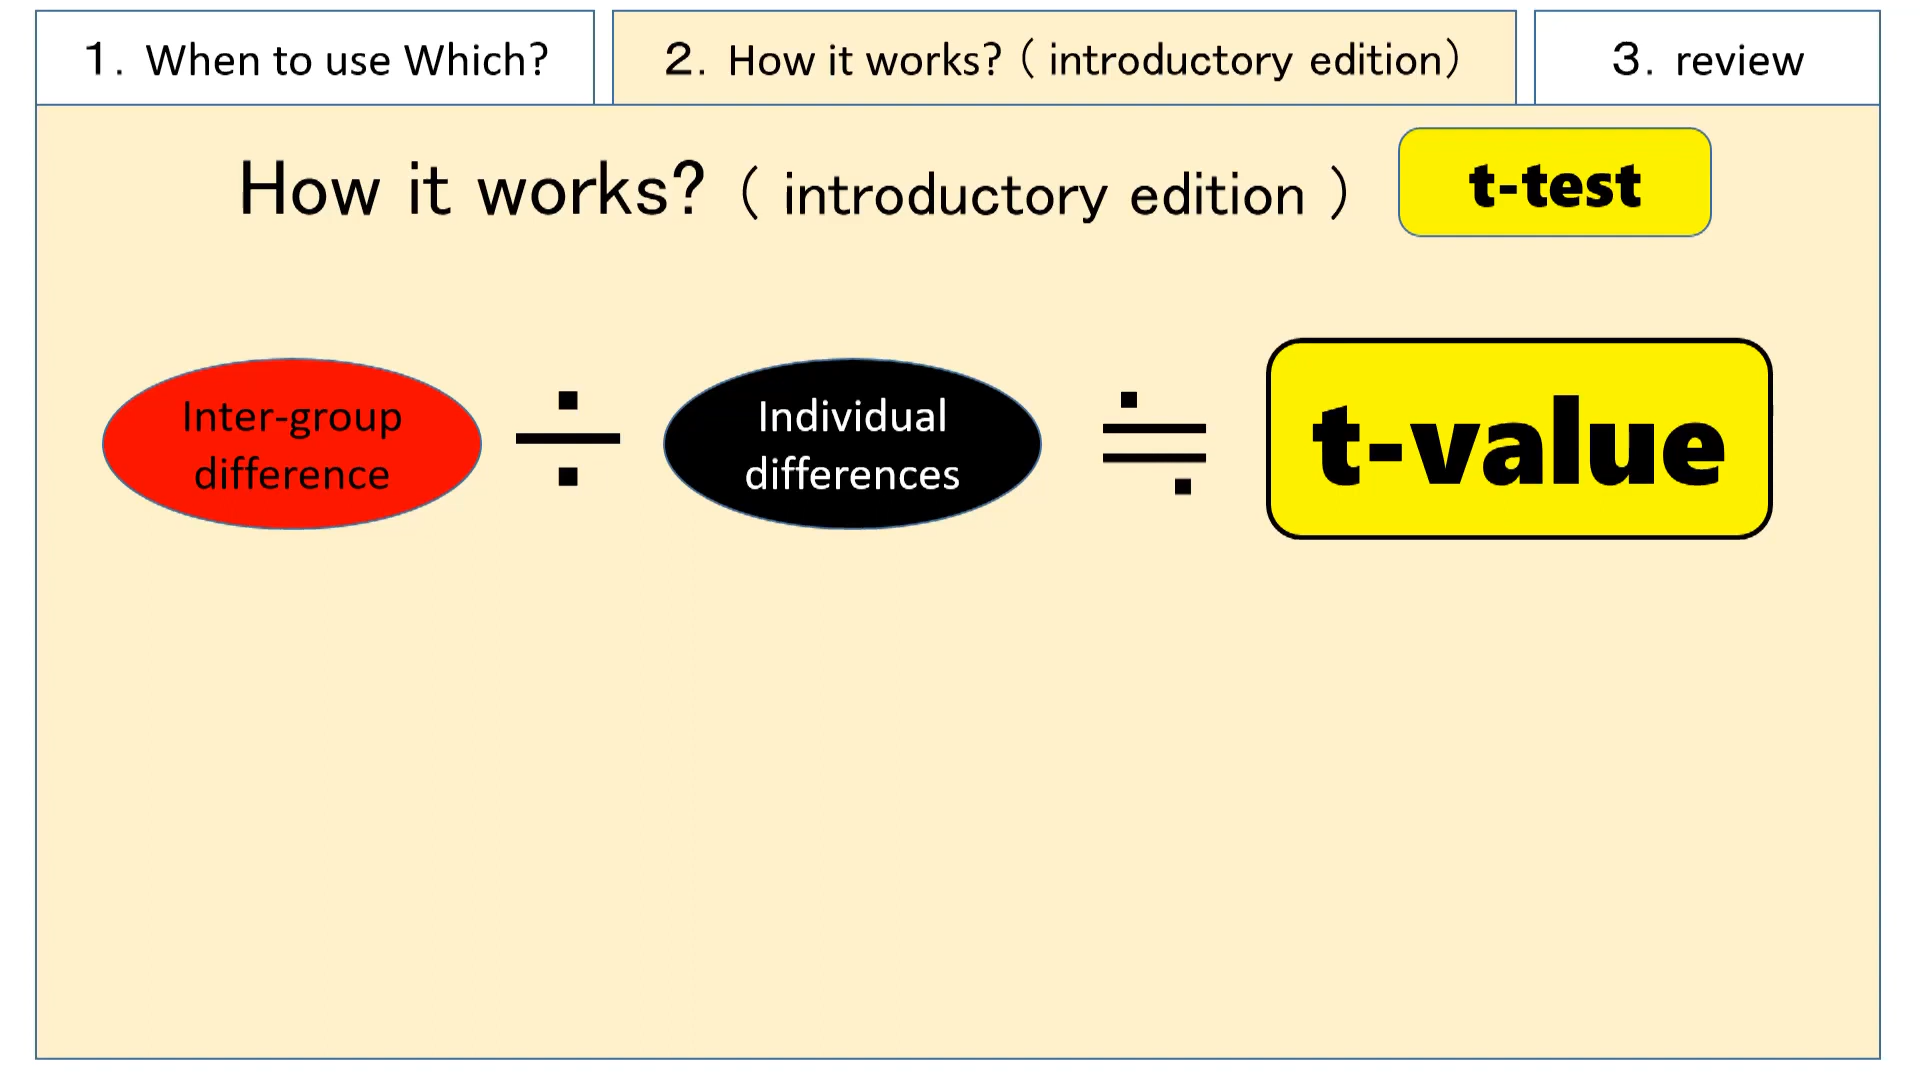 1. When to use Which?
2. How it works? ( introductory edition)
3. review
How it works? ( introductory edition )
t-test
Inter-group
difference
÷
Individual
differences
≒
t-value